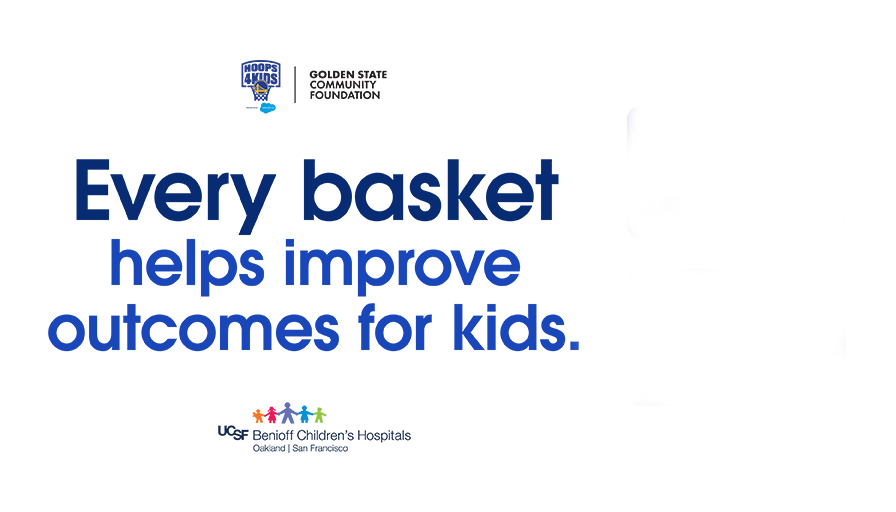 HOOPS
4KIDS
GOLDEN STATE
COMMUNITY
FOUNDATION
Every basket
helps improve
outcomes for kids.
UCSF Benioff Children's Hospitals
Oakland | San Francisco